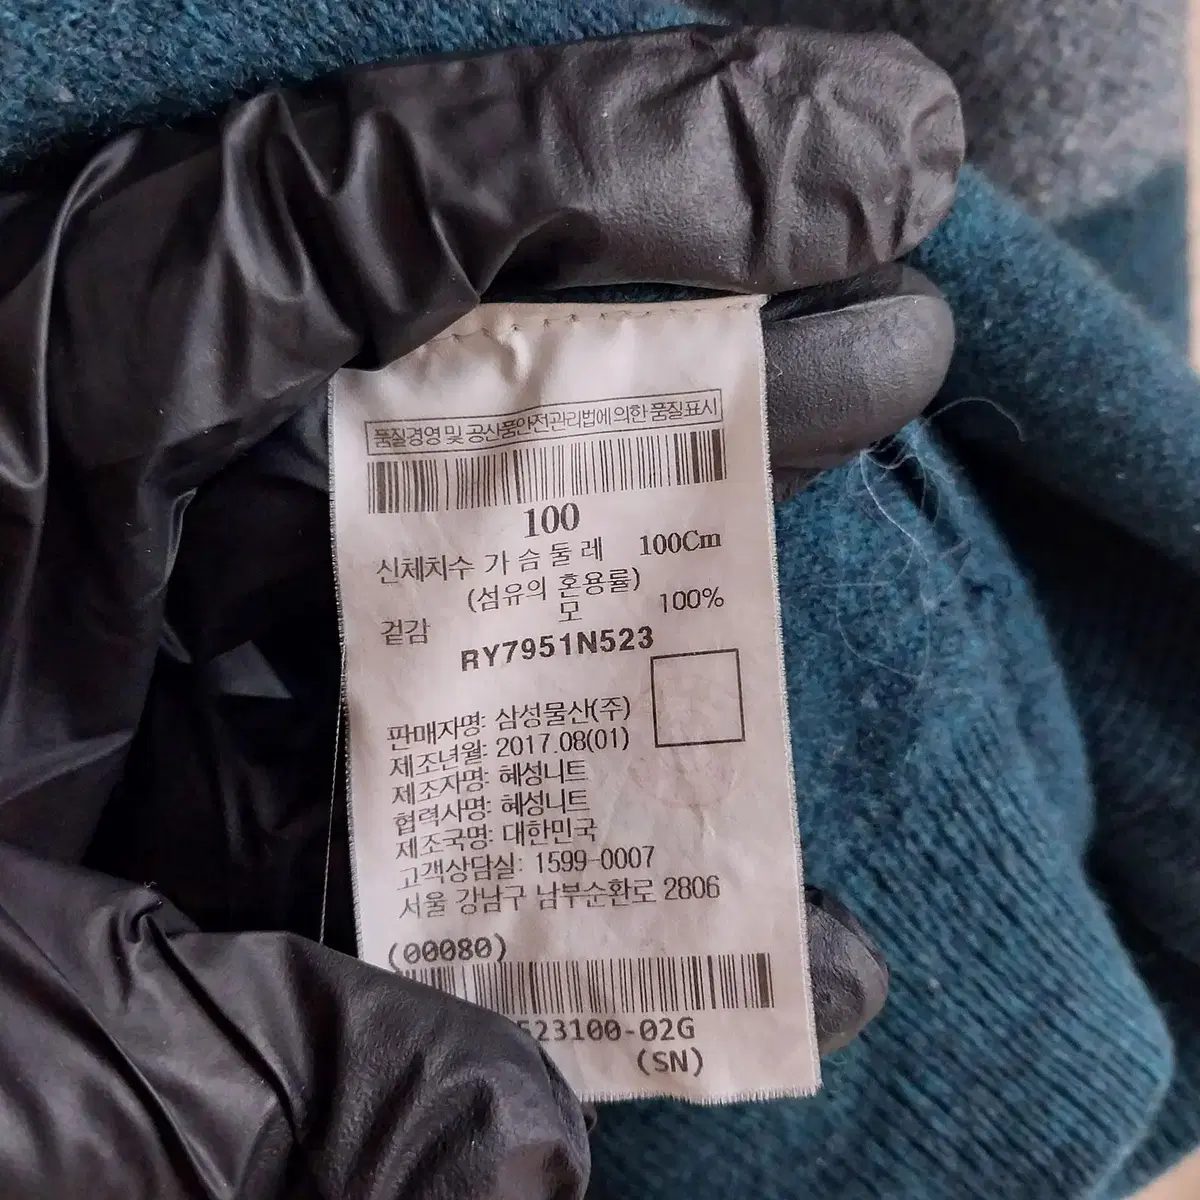 품질경영 및 공산품안전관리법에의한 품질표시
100
신체치수 가슴둘레 100Cm
(섬유의 혼용률)
겉감 모 100%
RY7951N523
판매자명: 삼성물산(주)
제조년월: 2017.08(01)
제조자명: 혜성니트
협력사명: 혜성니트
제조국명: 대한민국
고객상담실: 1599-0007
서울 강남구 남부순환로 2806
(00080)
523100-02G
(SN)